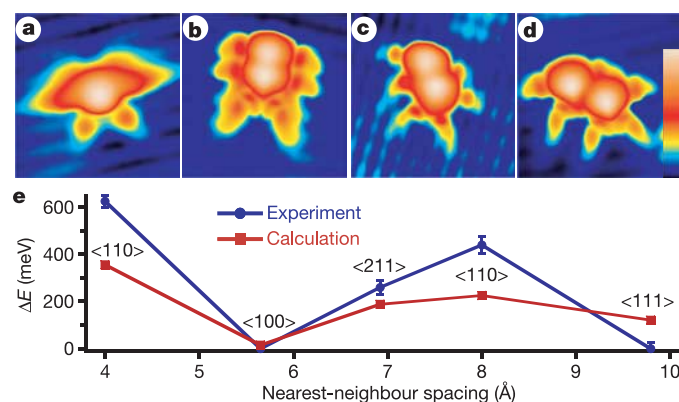 a b c d
e
Experiment
Calculation
600
400
200
0
ΔE (meV)
<110>
<100>
<211>
<110>
<111>
4 5 6 7 8 9 10
Nearest-neighbour spacing (Å)